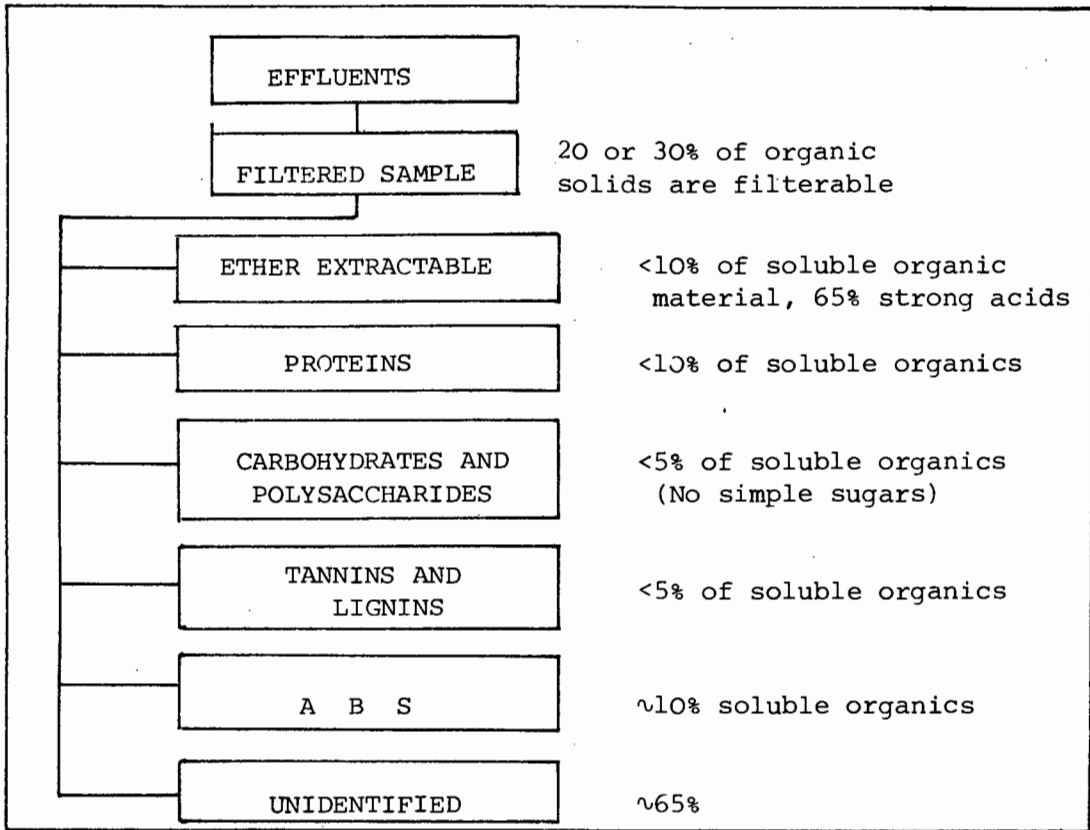 EFFLUENTS
FILTERED SAMPLE
20 or 30% of organic
solids are filterable
ETHER EXTRACTABLE
<10% of soluble organic
material, 65% strong acids
PROTEINS
<10% of soluble organics
CARBOHYDRATES AND
POLYSACCHARIDES
<5% of soluble organics
(No simple sugars)
TANNINS AND
LIGNINS
<5% of soluble organics
A B S
~10% soluble organics
UNIDENTIFIED
~65%